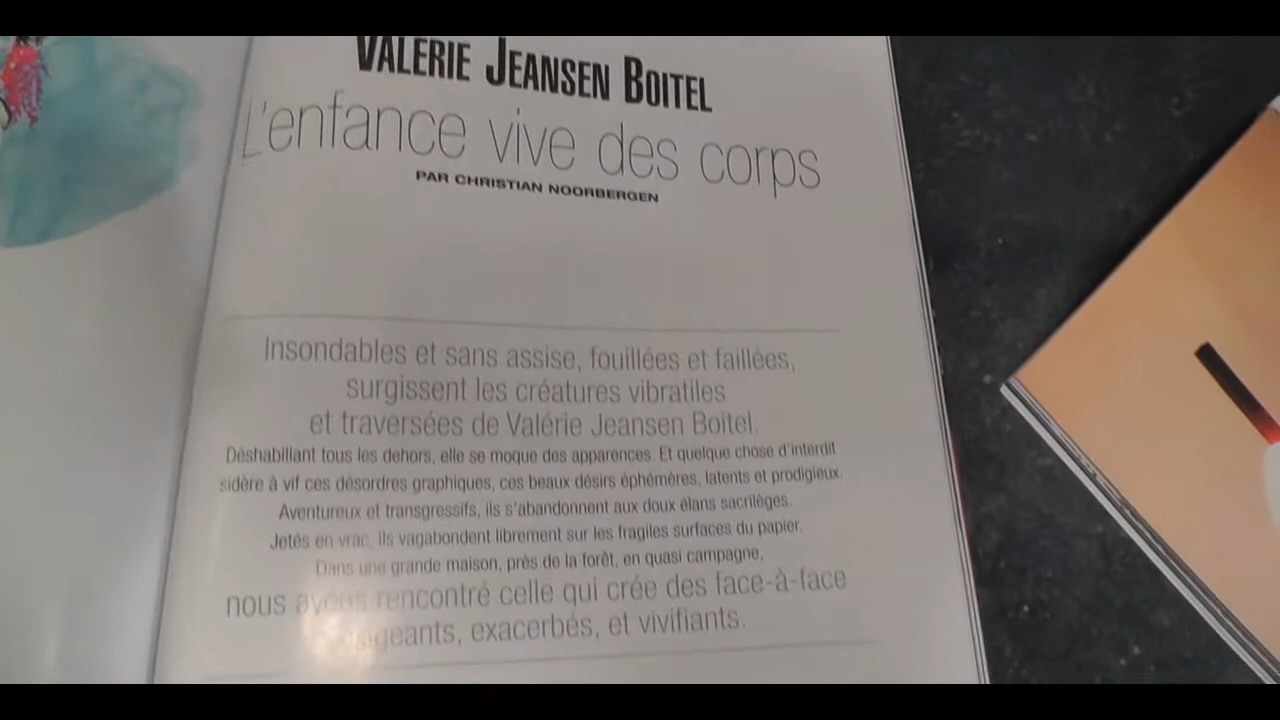 VALÉRIE JEANSEN BOITEL
L'enfance vive des corps
PAR CHRISTIAN NOORBERGEN
Insondables et sans assise, fouillées et faillées,
surgissent les créatures vibratiles
et traversées de Valérie Jeansen Boitel.
Déshabillant tous les dehors, elle se moque des apparences. Et quelque chose d'interdit
sidère à vif ces désordres graphiques, ces beaux désirs éphémères, latents et prodigieux.
Aventureux et transgressifs, ils s'abandonnent aux doux élans sacrilèges.
Jetés en vrac, ils vagabondent librement sur les fragiles surfaces du papier.
Dans une grande maison, près de la forêt, en quasi campagne,
nous avons rencontré celle qui crée des face-à-face
exacerbés, et vivifiants.